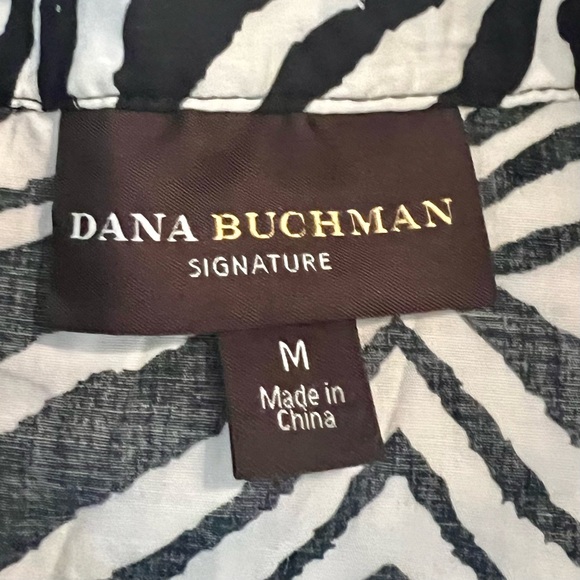 DANA BUCHMAN
SIGNATURE
M
Made in
China